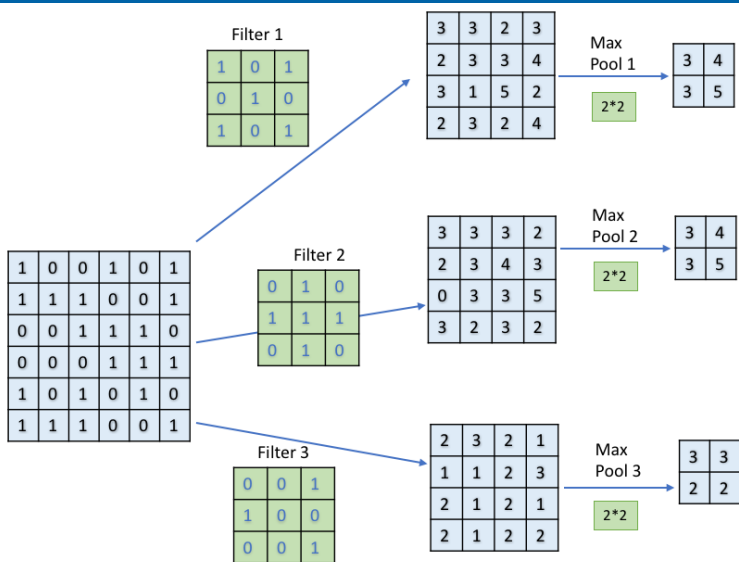 Filter 1
1 0 1
0 1 0
1 0 1
3 3 2 3
2 3 3 4
3 1 5 2
2 3 2 4
Max
Pool 1
2*2
3 4
3 5
1 0 0 1 0 1
1 1 1 0 0 1
0 0 1 1 1 0
0 0 0 1 1 1
1 0 1 0 1 0
1 1 1 0 0 1
Filter 2
0 1 0
1 1 1
0 1 0
3 3 3 2
2 3 4 3
0 3 3 5
3 2 3 2
Max
Pool 2
2*2
3 4
3 5
Filter 3
0 0 1
1 0 0
0 0 1
2 3 2 1
1 1 2 3
2 1 2 1
2 1 2 2
Max
Pool 3
2*2
3 3
2 2